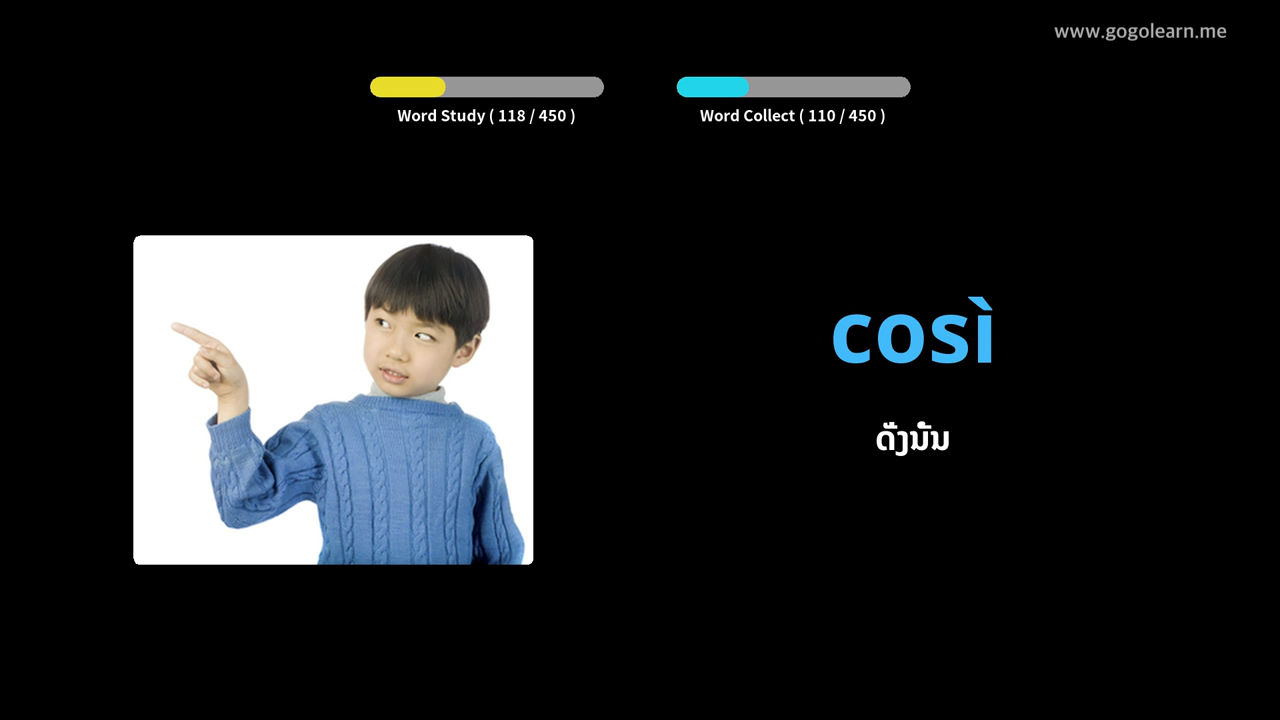 www.gogolearn.me
Word Study ( 118 / 450 )
Word Collect ( 110 / 450 )
così
ດັ່ງນັ້ນ